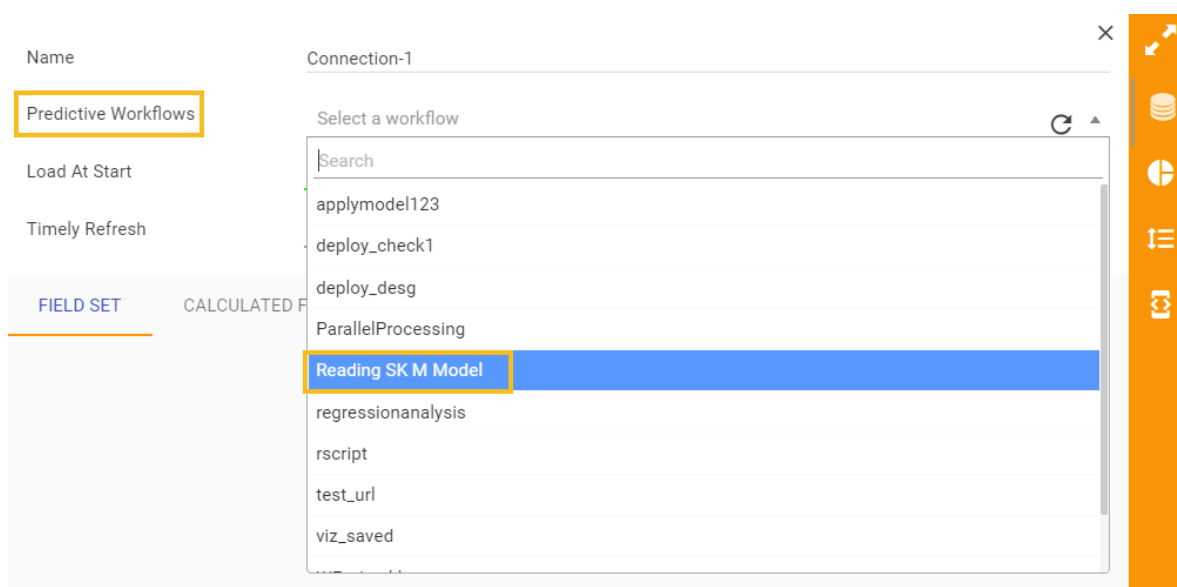 Name
Connection-1
Predictive Workflows
Select a workflow
Search
Load At Start
applymodel123
Timely Refresh
deploy_check1
deploy_desg
FIELD SET
CALCULATED F
ParallelProcessing
Reading SK M Model
regressionanalysis
rscript
test_url
viz_saved